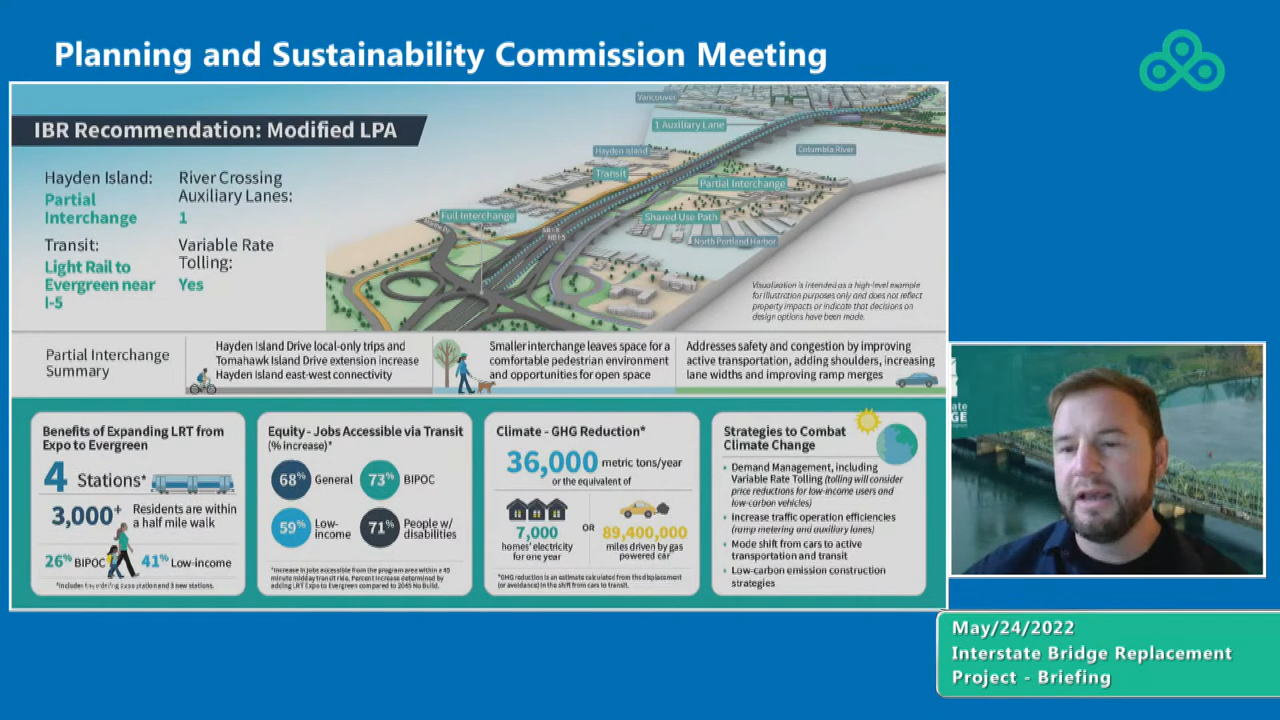 Planning and Sustainability Commission Meeting
IBR Recommendation: Modified LPA
Hayden Island:
Partial
Interchange
River Crossing
Auxiliary Lanes:
1
Transit:
Light Rail to
Evergreen near
I-5
Variable Rate
Tolling:
Yes
Vancouver
1 Auxiliary Lane
Hayden Island
Columbia River
Transit
Partial Interchange
Full Interchange
Shared Use Path
North Portland Harbor
Visualization is intended as a high-level example
for illustration purposes only and does not reflect
property impacts or indicate that decisions on
design options have been made.
Partial Interchange
Summary
Hayden Island Drive local-only trips and
Tomahawk Island Drive extension increase
Hayden Island east-west connectivity
Smaller interchange leaves space for a
comfortable pedestrian environment
and opportunities for open space
Addresses safety and congestion by improving
active transportation, adding shoulders, increasing
lane widths and improving ramp merges
Benefits of Expanding LRT from
Expo to Evergreen
4 Stations*
3,000+ Residents are within
a half mile walk
26% BIPOC 41% Low-income
*Includes
station and 3 new stations.
Equity - Jobs Accessible via Transit
(% increase)*
68% General 73% BIPOC
59% Low-
income
71% People w/
disabilities
*Increase in jobs accessible from the program area within a 45
minute midday transit ride. Percent increase determined by
adding LRT Expo to Evergreen compared to 2045 No Build.
Climate - GHG Reduction*
36,000 metric tons/year
or the equivalent of
7,000
homes' electricity
for one year
OR
89,400,000
miles driven by gas
powered car
*GHG reduction is an estimate calculated from the displacement
(or avoidance) in the shift from cars to transit.
Strategies to Combat
Climate Change
• Demand Management, including
Variable Rate Tolling (tolling will consider
price reductions for low-income users and
low-carbon vehicles)
• Increase traffic operation efficiencies
(ramp metering and auxiliary lanes)
• Mode shift from cars to active
transportation and transit
• Low-carbon emission construction
strategies
May/24/2022
Interstate Bridge Replacement
Project - Briefing